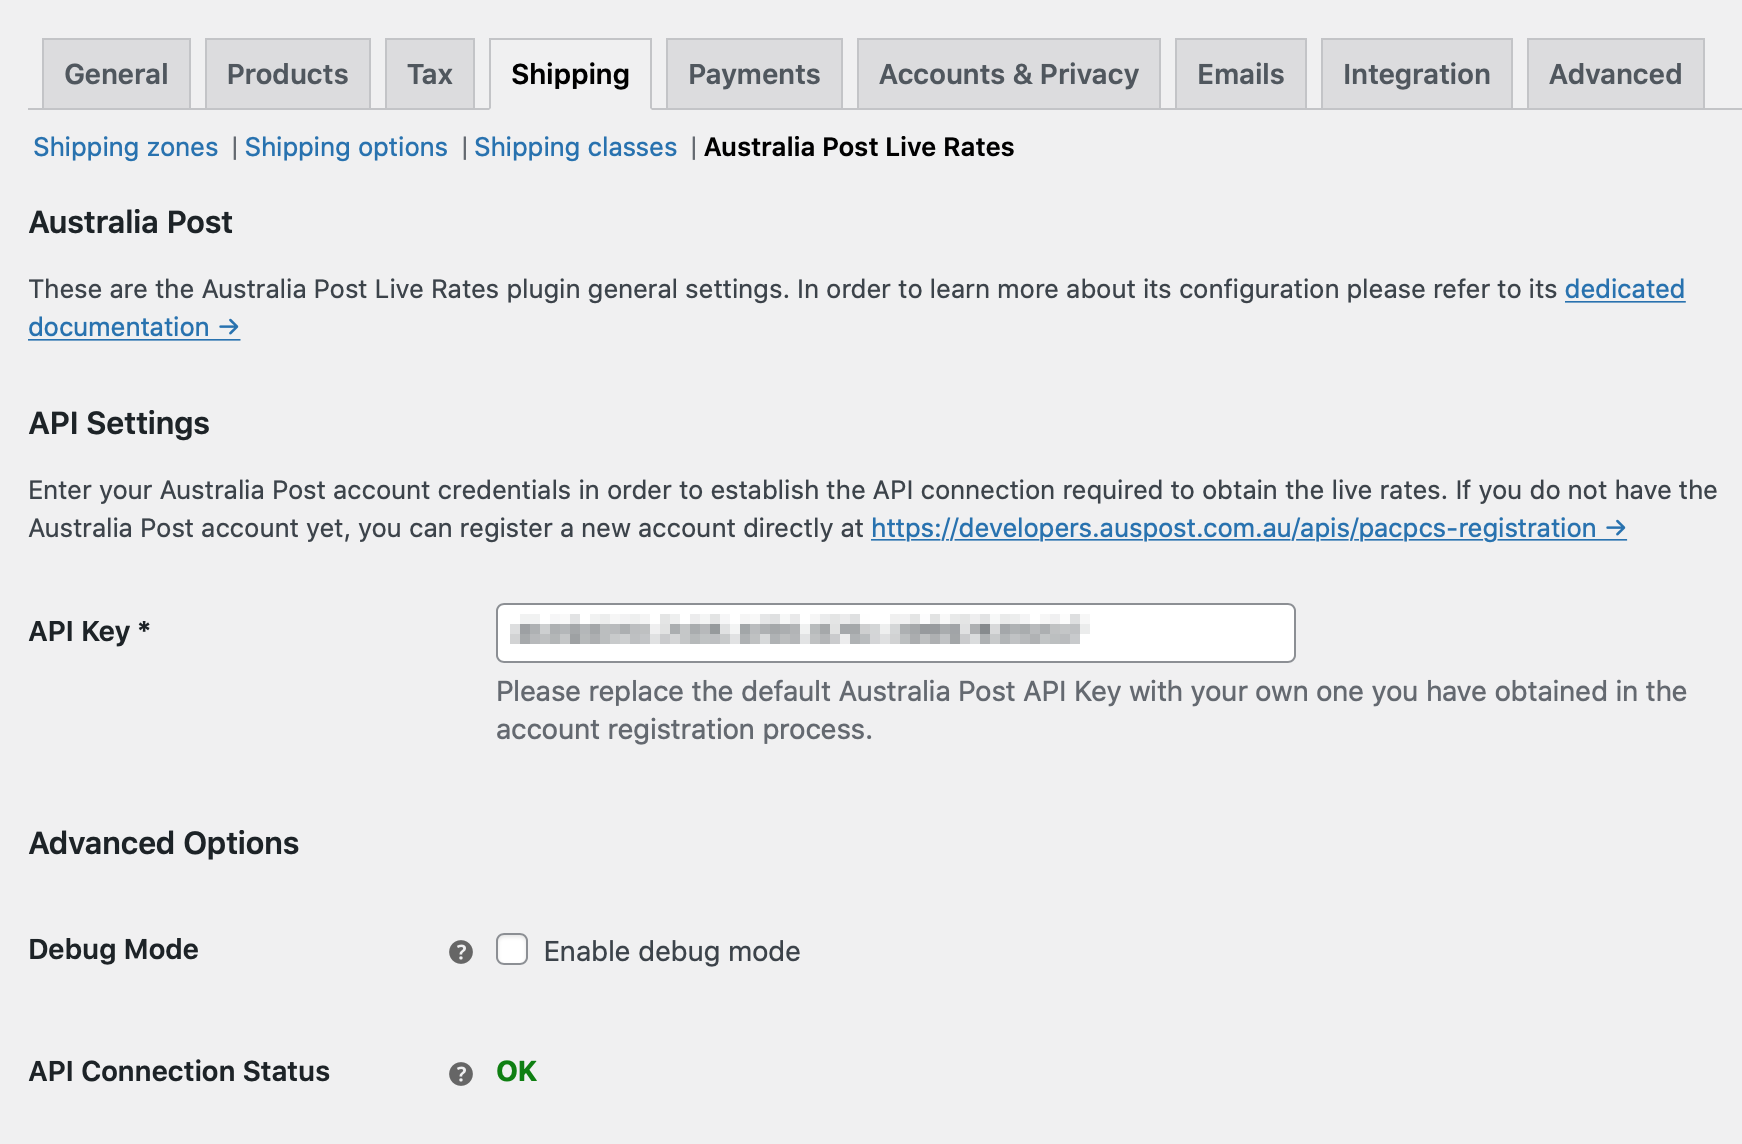 General Products Tax Shipping Payments Accounts & Privacy Emails Integration Advanced
Shipping zones | Shipping options | Shipping classes | Australia Post Live Rates
Australia Post
These are the Australia Post Live Rates plugin general settings. In order to learn more about its configuration please refer to its dedicated
documentation →
API Settings
Enter your Australia Post account credentials in order to establish the API connection required to obtain the live rates. If you do not have the
Australia Post account yet, you can register a new account directly at https://developers.auspost.com.au/apis/pacpcs-registration →
API Key *
Please replace the default Australia Post API Key with your own one you have obtained in the
account registration process.
Advanced Options
Debug Mode ? Enable debug mode
API Connection Status ? OK